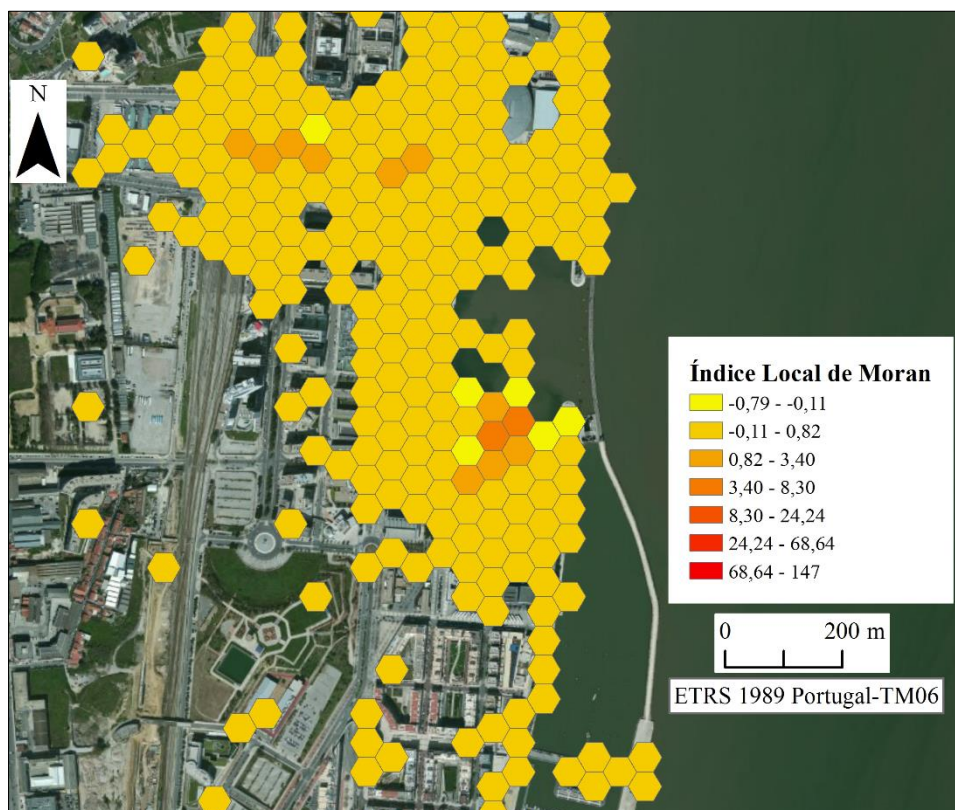 N
Índice Local de Moran
-0,79 - -0,11
-0,11 - 0,82
0,82 - 3,40
3,40 - 8,30
8,30 - 24,24
24,24 - 68,64
68,64 - 147
0 200 m
ETRS 1989 Portugal-TM06